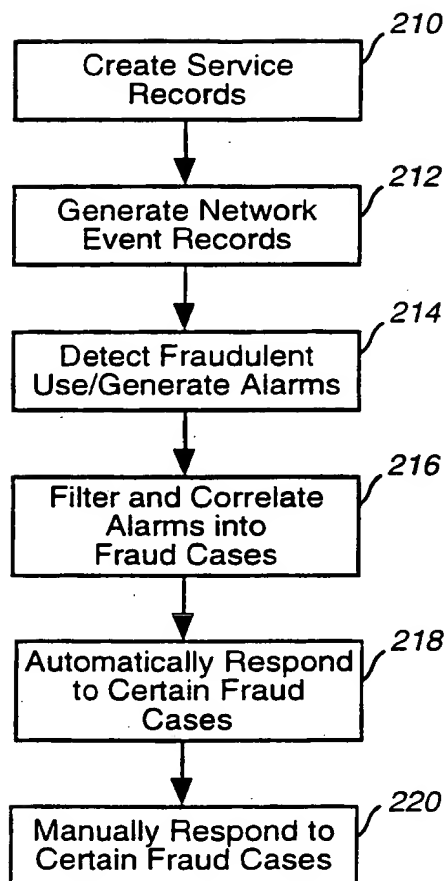 210
Create Service
Records
212
Generate Network
Event Records
214
Detect Fraudulent
Use/Generate Alarms
216
Filter and Correlate
Alarms into
Fraud Cases
218
Automatically Respond
to Certain Fraud
Cases
220
Manually Respond to
Certain Fraud Cases